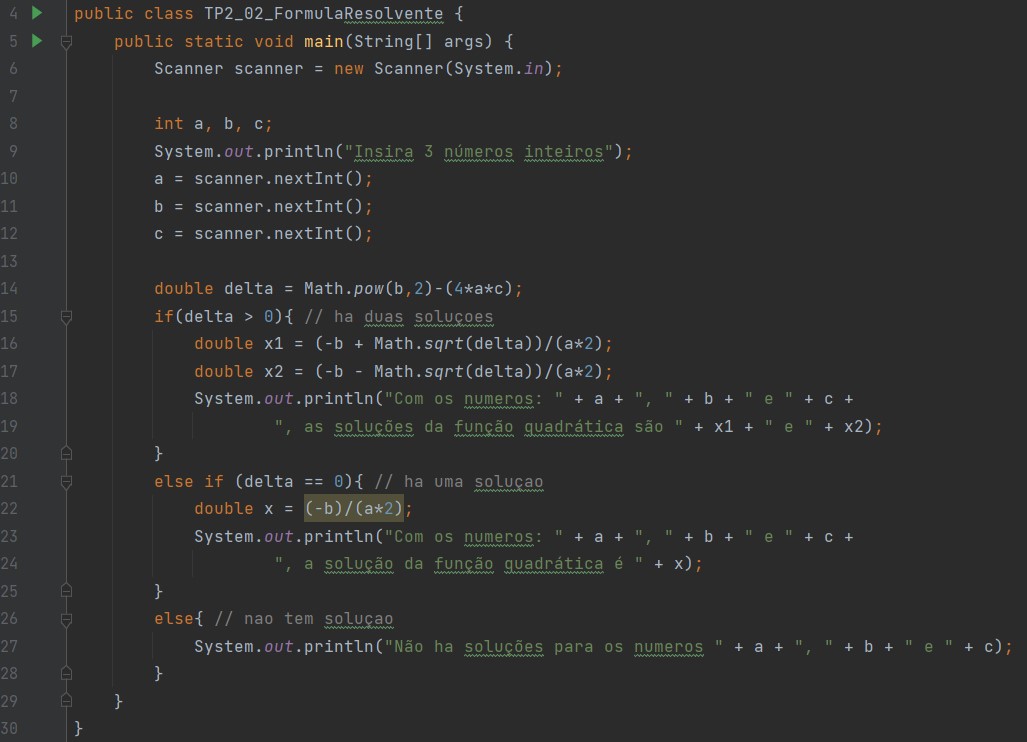 4 public class TP2_02_FormulaResolvente {
5     public static void main(String[] args) {
6         Scanner scanner = new Scanner(System.in);
7
8         int a, b, c;
9         System.out.println("Insira 3 números inteiros");
10         a = scanner.nextInt();
11         b = scanner.nextInt();
12         c = scanner.nextInt();
13
14         double delta = Math.pow(b,2)-(4*a*c);
15         if(delta > 0){ // ha duas soluçoes
16             double x1 = (-b + Math.sqrt(delta))/(a*2);
17             double x2 = (-b - Math.sqrt(delta))/(a*2);
18             System.out.println("Com os numeros: " + a + ", " + b + " e " + c +
19                     ", as soluções da função quadrática são " + x1 + " e " + x2);
20         }
21         else if (delta == 0){ // ha uma soluçao
22             double x = (-b)/(a*2);
23             System.out.println("Com os numeros: " + a + ", " + b + " e " + c +
24                     ", a solução da função quadrática é " + x);
25         }
26         else{ // nao tem soluçao
27             System.out.println("Não ha soluções para os numeros " + a + ", " + b + " e " + c);
28         }
29     }
30 }